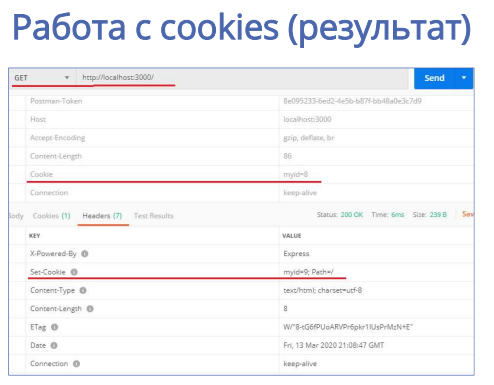 Работа с cookies (результат)
GET http://localhost:3000/ Send
Postman-Token 8e095233-6ed2-4e5b-b87f-bb48a0e3c7d9
Host localhost:3000
Accept-Encoding gzip, deflate, br
Content-Length 86
Cookie myid=8
Connection keep-alive
Body Cookies (1) Headers (7) Test Results Status: 200 OK Time: 6ms Size: 239 B Sav
KEY VALUE
X-Powered-By Express
Set-Cookie myid=9; Path=/
Content-Type text/html; charset=utf-8
Content-Length 8
ETag W/"8-tG6fPUoARVPr6pkr1IUsPrMzN+E"
Date Fri, 13 Mar 2020 21:08:47 GMT
Connection keep-alive